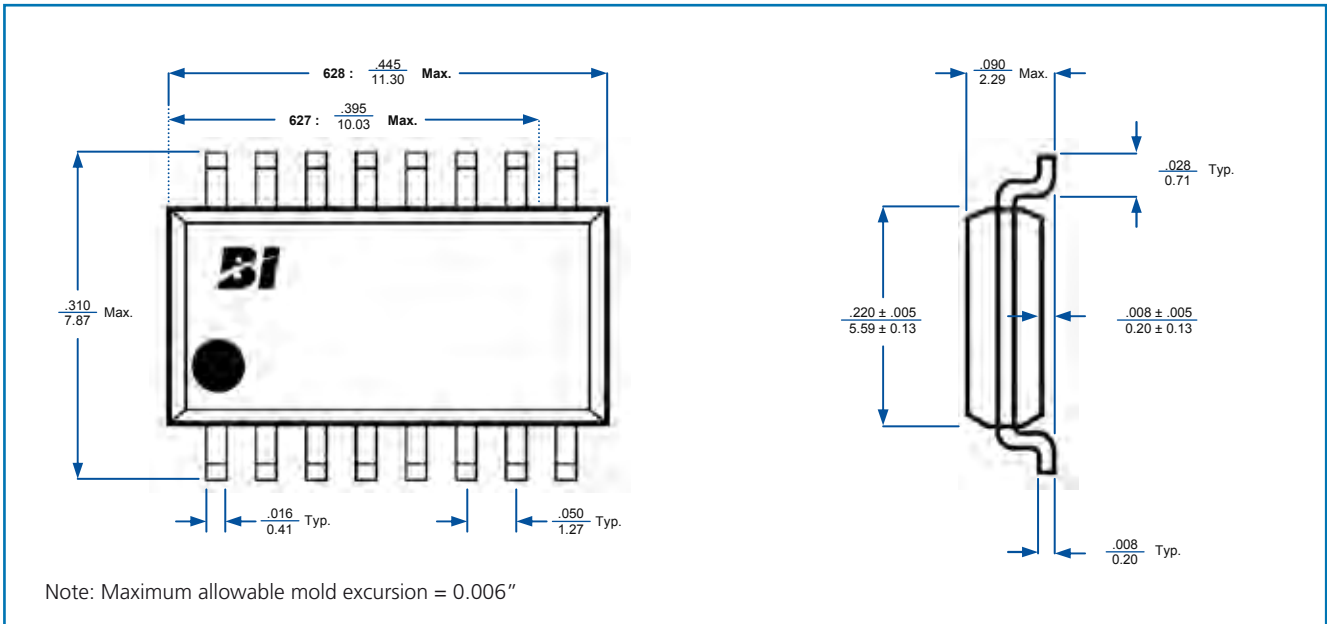 628 : .445 Max.
11.30
627 : .395 Max.
10.03
.090 Max.
2.29
.028 Typ.
0.71
BI
.310 Max.
7.87
.220 ± .005
5.59 ± 0.13
.008 ± .005
0.20 ± 0.13
.016 Typ.
0.41
.050 Typ.
1.27
.008 Typ.
0.20
Note: Maximum allowable mold excursion = 0.006”